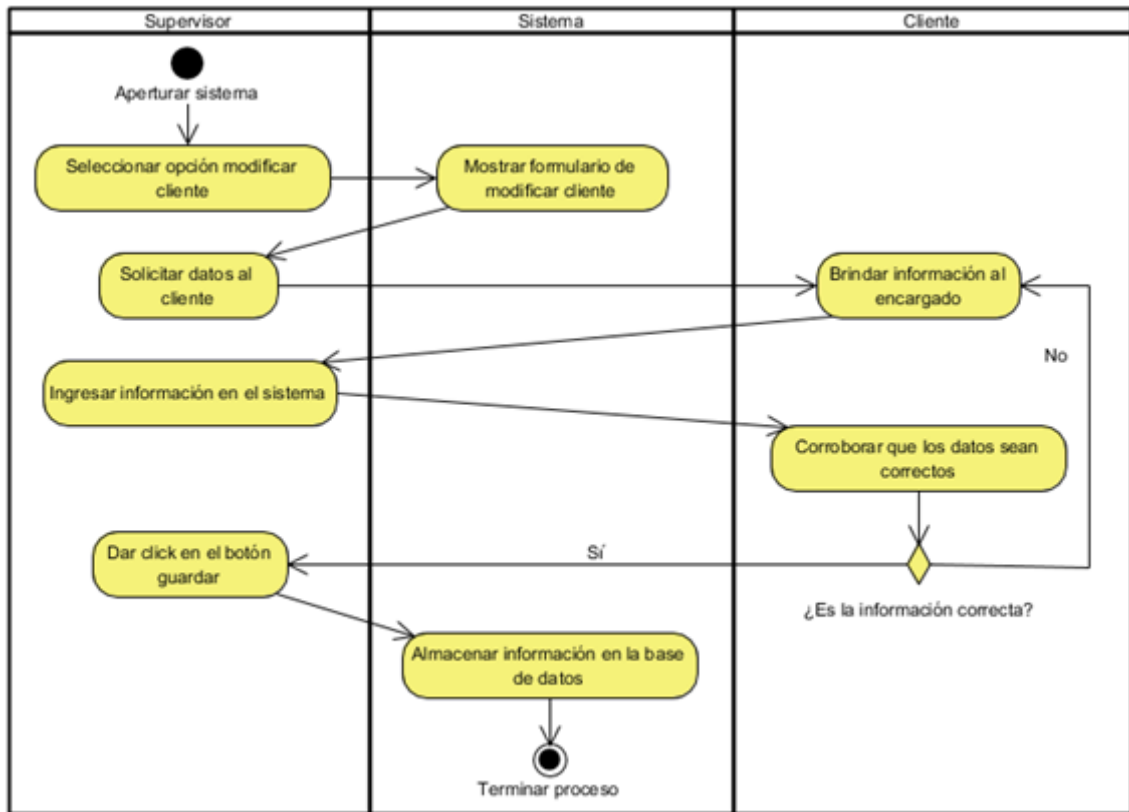 Supervisor
Sistema
Cliente
Aperturar sistema
Seleccionar opción modificar
cliente
Mostrar formulario de
modificar cliente
Solicitar datos al
cliente
Brindar información al
encargado
No
Ingresar información en el sistema
Corroborar que los datos sean
correctos
Dar click en el botón
guardar
Sí
¿Es la información correcta?
Almacenar información en la base
de datos
Terminar proceso